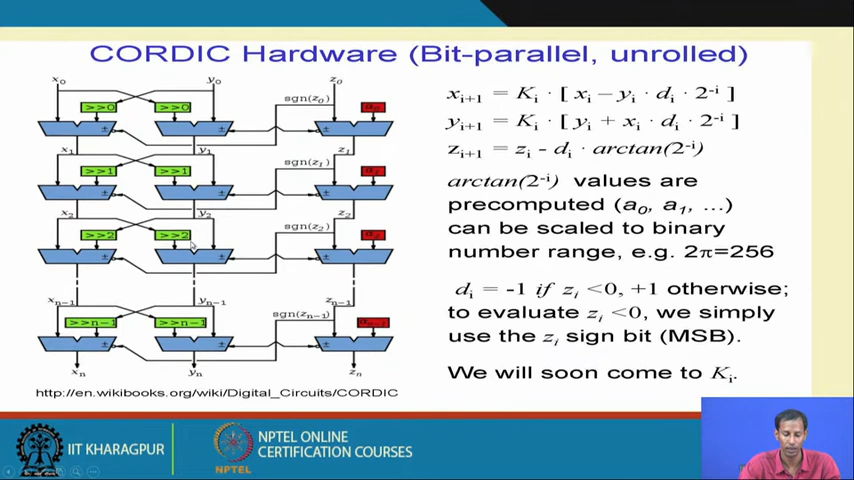 CORDIC Hardware (Bit-parallel, unrolled)
x₀ y₀ z₀
>>0 >>0 sgn(z₀) a₀
± ± ±
x₁ y₁ z₁
>>1 >>1 sgn(z₁)
± ± ±
x₂ y₂ z₂
>>2 >>2 sgn(z₂)
± ± ±
xₙ₋₁ yₙ₋₁ zₙ₋₁
>>n-1 >>n-1 sgn(zₙ₋₁) aₙ₋₁
± ± ±
xₙ yₙ zₙ
http://en.wikibooks.org/wiki/Digital_Circuits/CORDIC
xᵢ₊₁ = Kᵢ · [ xᵢ – yᵢ · dᵢ · 2⁻ⁱ ]
yᵢ₊₁ = Kᵢ · [ yᵢ + xᵢ · dᵢ · 2⁻ⁱ ]
zᵢ₊₁ = zᵢ - dᵢ · arctan(2⁻ⁱ)
arctan(2⁻ⁱ) values are
precomputed (a₀, a₁, ...)
can be scaled to binary
number range, e.g. 2π=256
dᵢ = -1 if zᵢ <0, +1 otherwise;
to evaluate zᵢ <0, we simply
use the zᵢ sign bit (MSB).
We will soon come to Kᵢ.
IIT KHARAGPUR
NPTEL
NPTEL ONLINE
CERTIFICATION COURSES